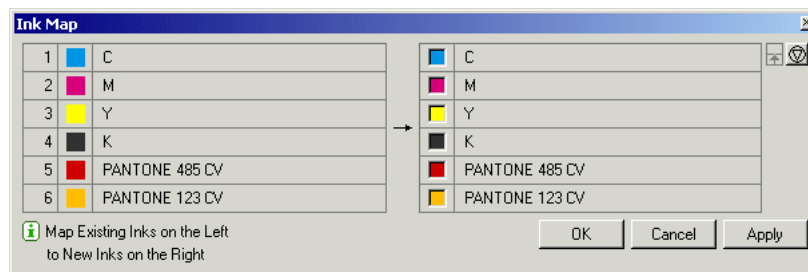 Ink Map
1 C C
2 M M
3 Y Y
4 K K
5 PANTONE 485 CV PANTONE 485 CV
6 PANTONE 123 CV PANTONE 123 CV
Map Existing Inks on the Left
to New Inks on the Right
OK Cancel Apply